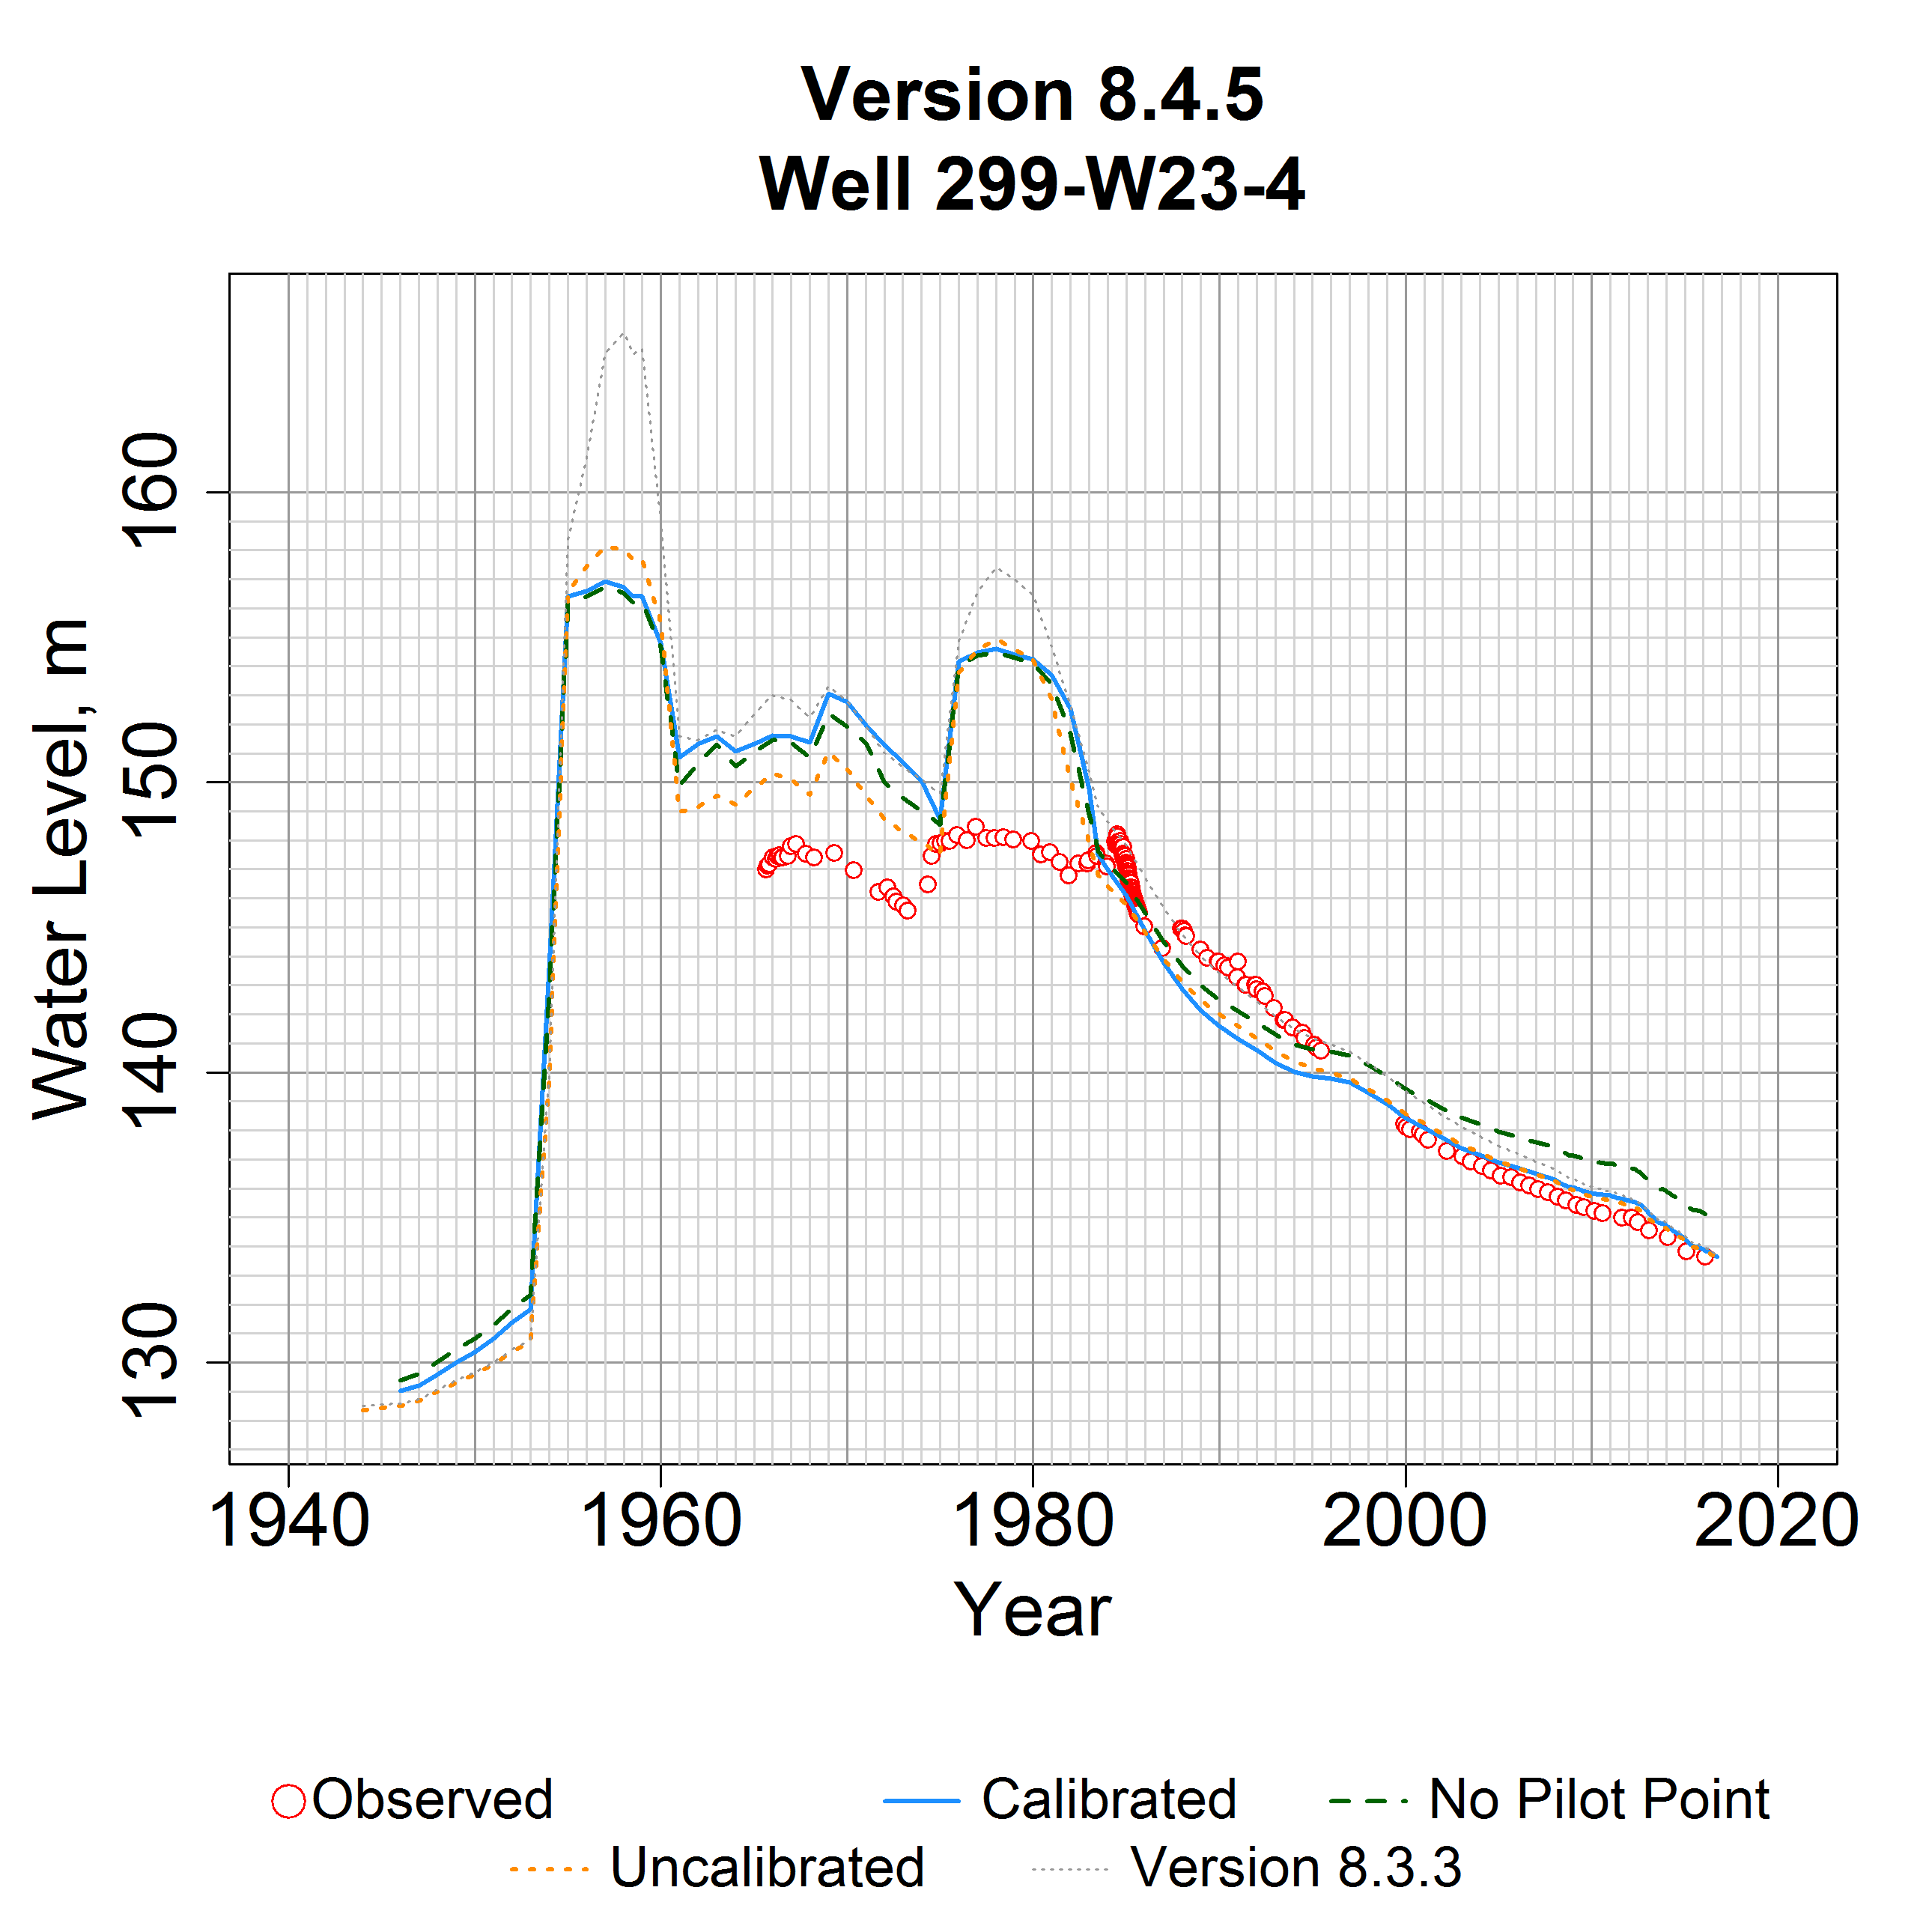 Version 8.4.5
Well 299-W23-4
Water Level, m
160
150
140
130
1940 1960 1980 2000 2020
Year
Observed Calibrated No Pilot Point
Uncalibrated Version 8.3.3